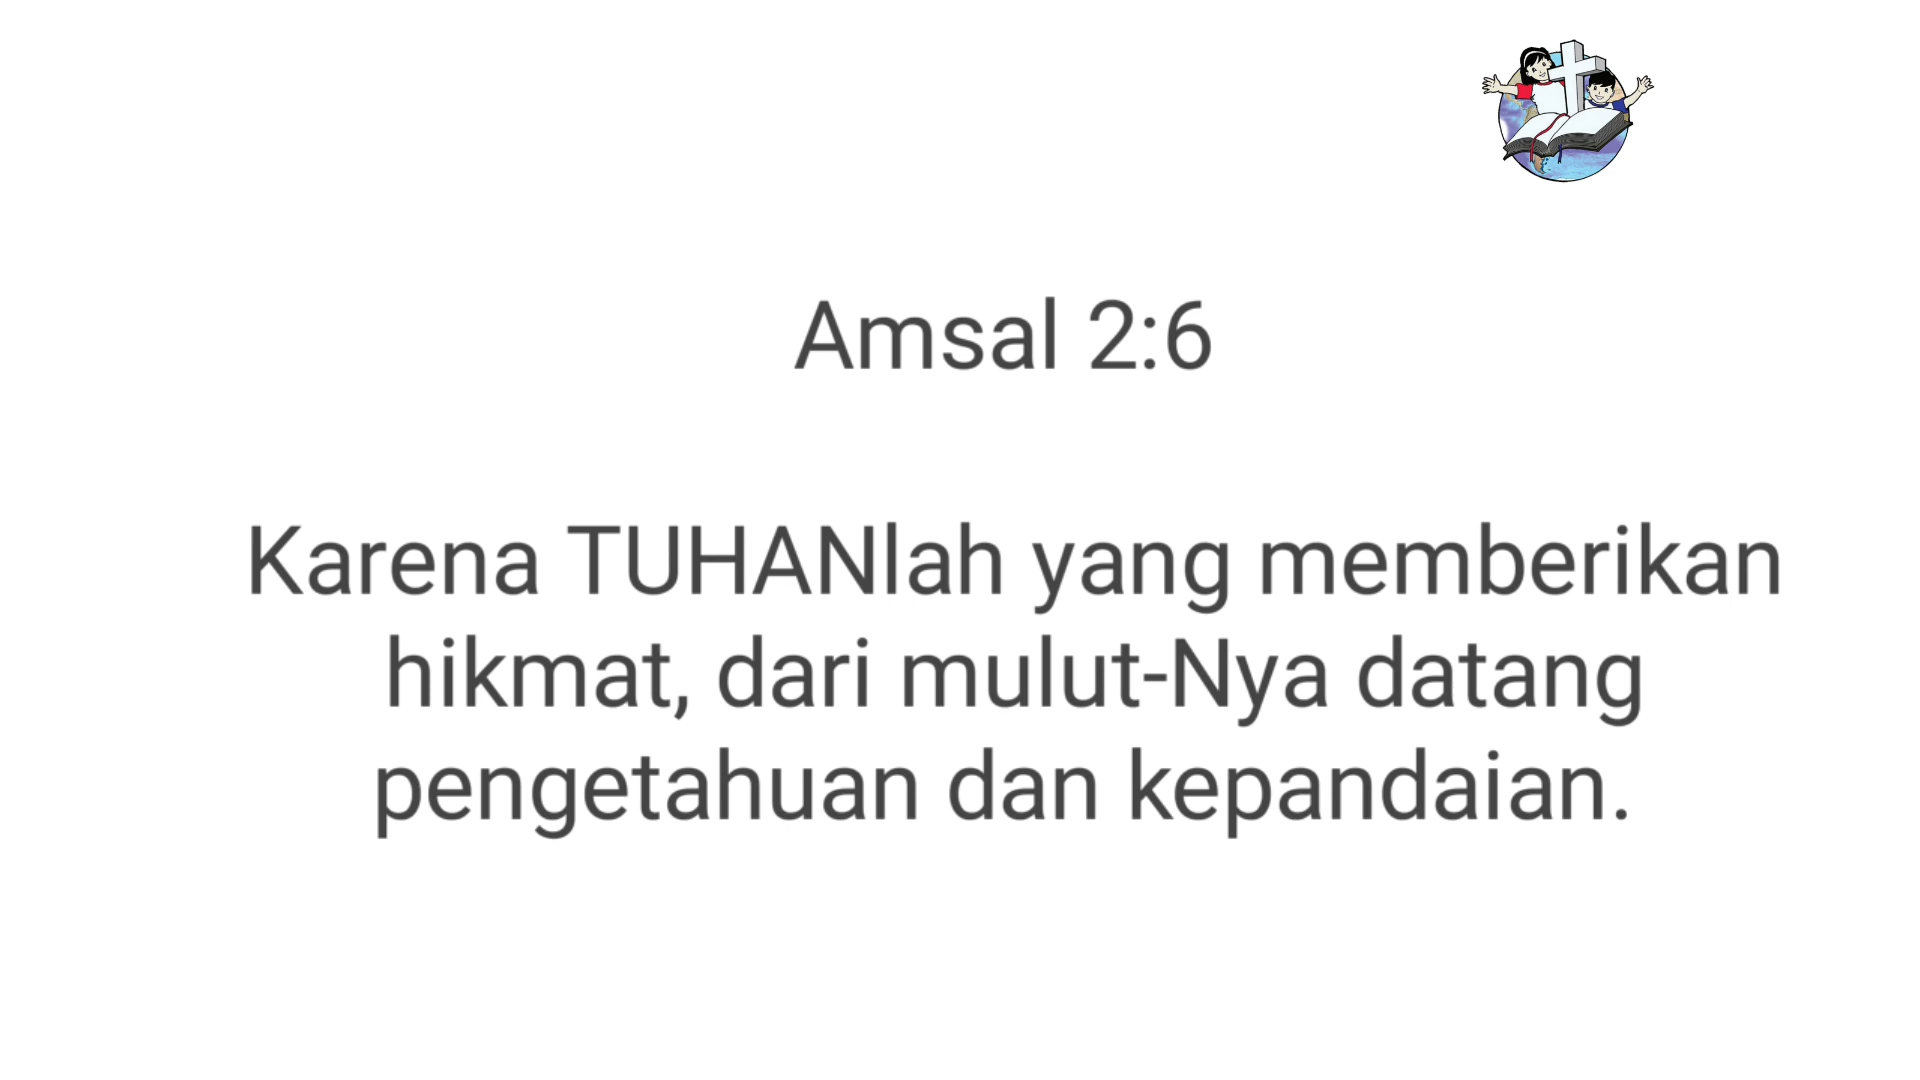 Amsal 2:6
Karena TUHANlah yang memberikan
hikmat, dari mulut-Nya datang
pengetahuan dan kepandaian.